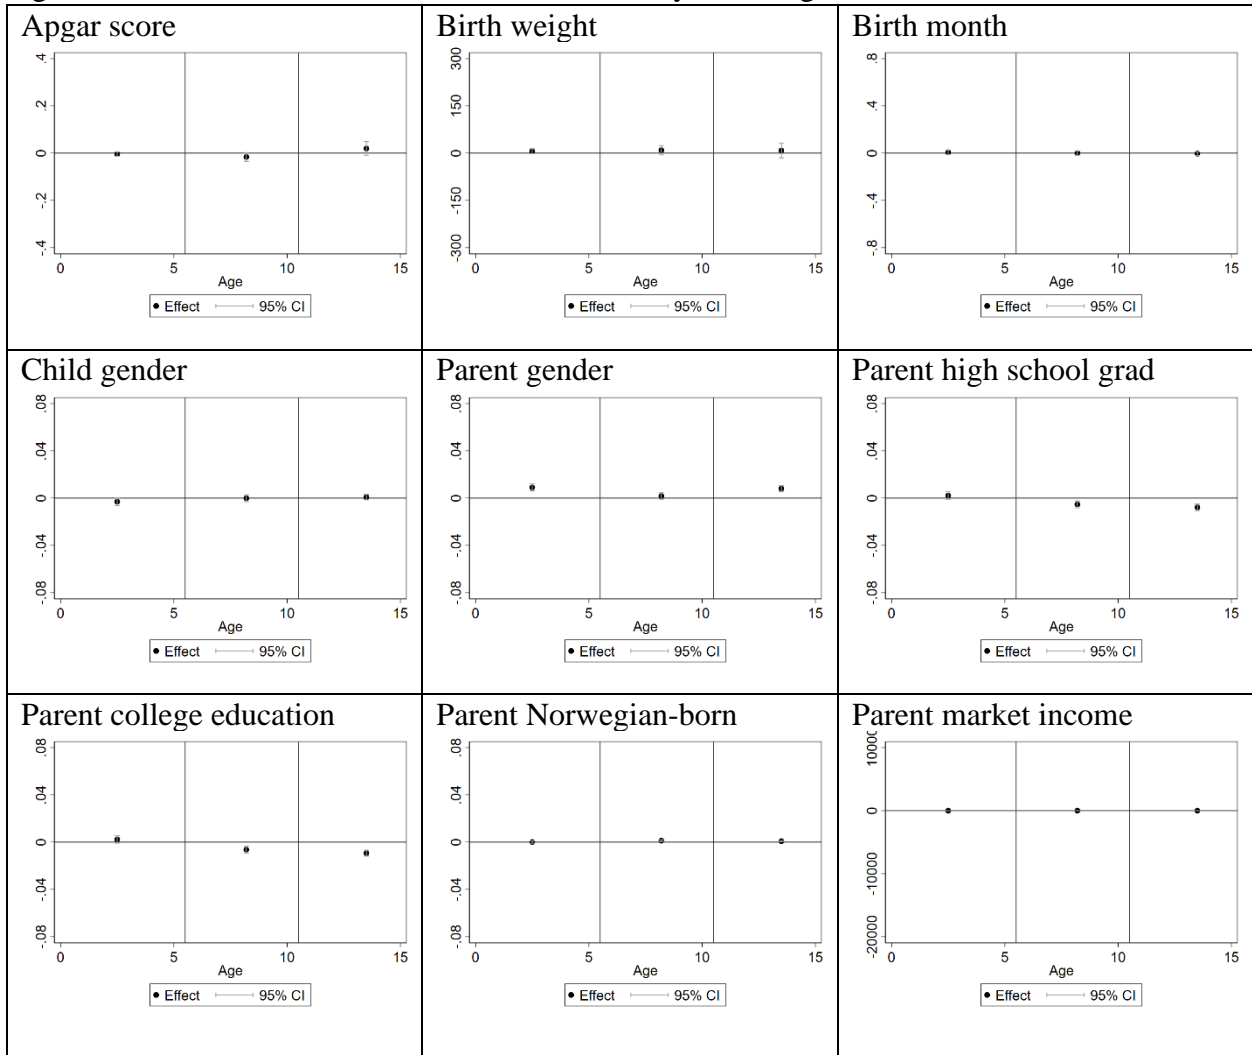 Apgar score
.4
.2
0
-.2
-.4
0 5 10 15
Age
Effect 95% CI
Birth weight
300
150
0
-150
-300
0 5 10 15
Age
Effect 95% CI
Birth month
.8
.4
0
-.4
-.8
0 5 10 15
Age
Effect 95% CI
Child gender
.08
.04
0
-.04
-.08
0 5 10 15
Age
Effect 95% CI
Parent gender
.08
.04
0
-.04
-.08
0 5 10 15
Age
Effect 95% CI
Parent high school grad
.08
.04
0
-.04
-.08
0 5 10 15
Age
Effect 95% CI
Parent college education
.08
.04
0
-.04
-.08
0 5 10 15
Age
Effect 95% CI
Parent Norwegian-born
.08
.04
0
-.04
-.08
0 5 10 15
Age
Effect 95% CI
Parent market income
10000
0
-10000
-20000
0 5 10 15
Age
Effect 95% CI